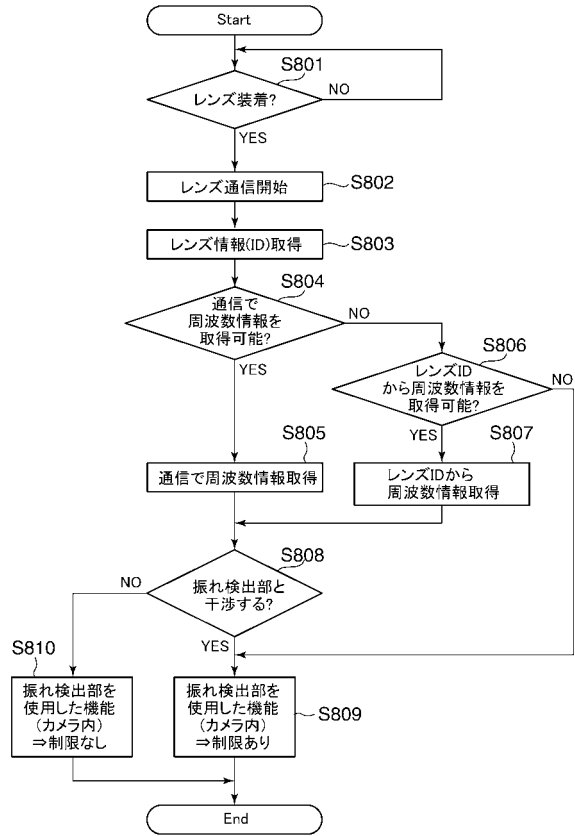 Start
S801
レンズ装着?
NO
YES
レンズ通信開始
S802
レンズ情報(ID)取得
S803
S804
通信で
周波数情報を
取得可能?
NO
YES
S806
レンズID
から周波数情報を
取得可能?
NO
YES
S805
通信で周波数情報取得
S807
レンズIDから
周波数情報取得
S808
振れ検出部と
干渉する?
NO
YES
S810
振れ検出部を
使用した機能
(カメラ内)
⇒制限なし
振れ検出部を
使用した機能
(カメラ内)
⇒制限あり
S809
End